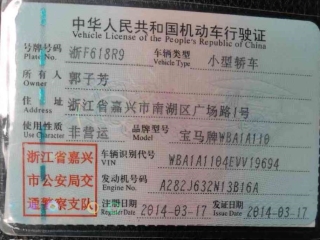 中华人民共和国机动车行驶证
Vehicle License of the People's Republic of China
号牌号码 浙F618R9 车辆类型 小型轿车
Plate No. Vehicle Type
所有人 郭子芳
Owner
住址 浙江省嘉兴市南湖区广场路1号
Address
使用性质 非营运 品牌型号 宝马牌WBA1A110
Use Character Model
浙江省嘉兴
市公安局交
通警察支队
车辆识别代号 WBA1A1104EVV19694
VIN
发动机号码 A282J632N13B16A
Engine No.
注册日期 2014-03-17 发证日期 2014-03-17
Register Date Issue Date